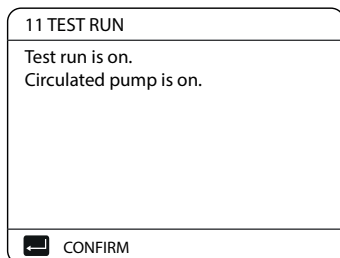 11 TEST RUN
Test run is on.
Circulated pump is on.
CONFIRM